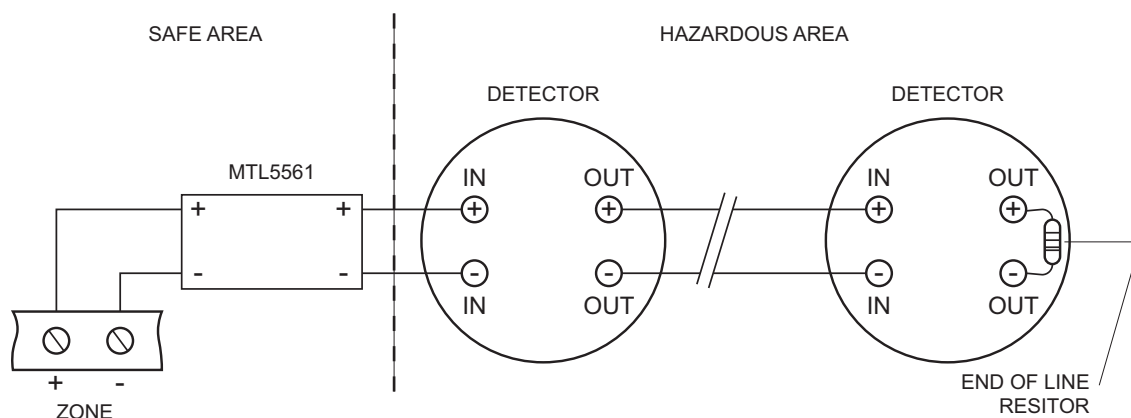 SAFE AREA
HAZARDOUS AREA
DETECTOR
DETECTOR
MTL5561
IN
OUT
IN
OUT
+ +
+ +
+ +
- -
- -
- -
IN
OUT
IN
OUT
+ -
ZONE
END OF LINE
RESITOR